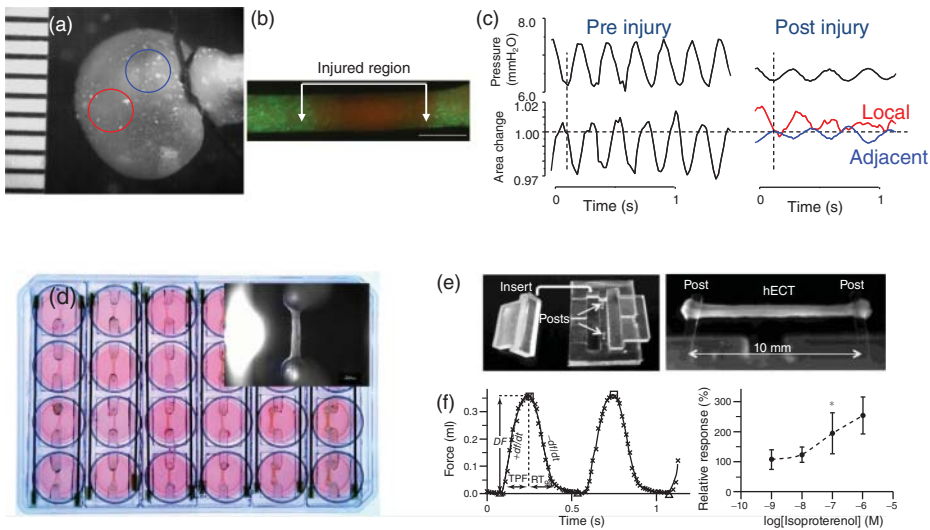 (a)
(b)
Injured region
(c)
Pre injury
Post injury
Pressure
(mmH₂O)
8.0
6.0
Area change
1.02
1.00
0.97
Local
Adjacent
0
1
Time (s)
0
1
Time (s)
(d)
(e)
Insert
Posts
Post
hECT
Post
10 mm
(f)
Force (ml)
0.3
0.2
0.1
0.0
DF
+df/dt
−df/dt
TPF
0.0
0.5
1.0
Time (s)
Relative response
(%)
300
200
100
0
*
−10
−9
−8
−7
−6
−5
log[Isoproterenol] (M)